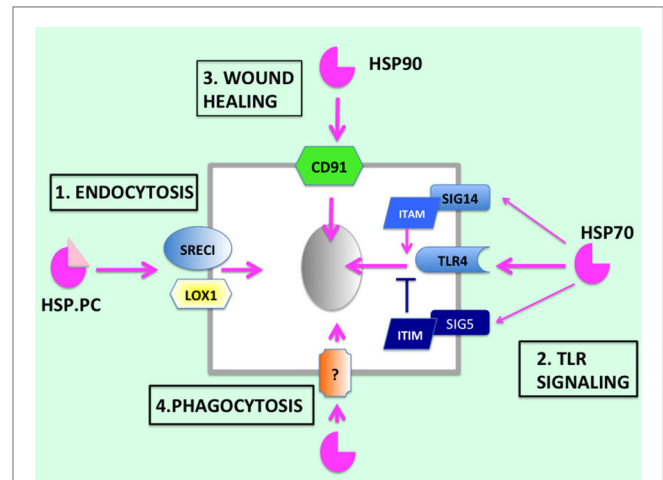 3. WOUND
HEALING
HSP90
CD91
1. ENDOCYTOSIS
SIG14
ITAM
SRECI
TLR4
HSP70
HSP.PC
LOX1
ITIM
SIG5
2. TLR
SIGNALING
?
4.PHAGOCYTOSIS